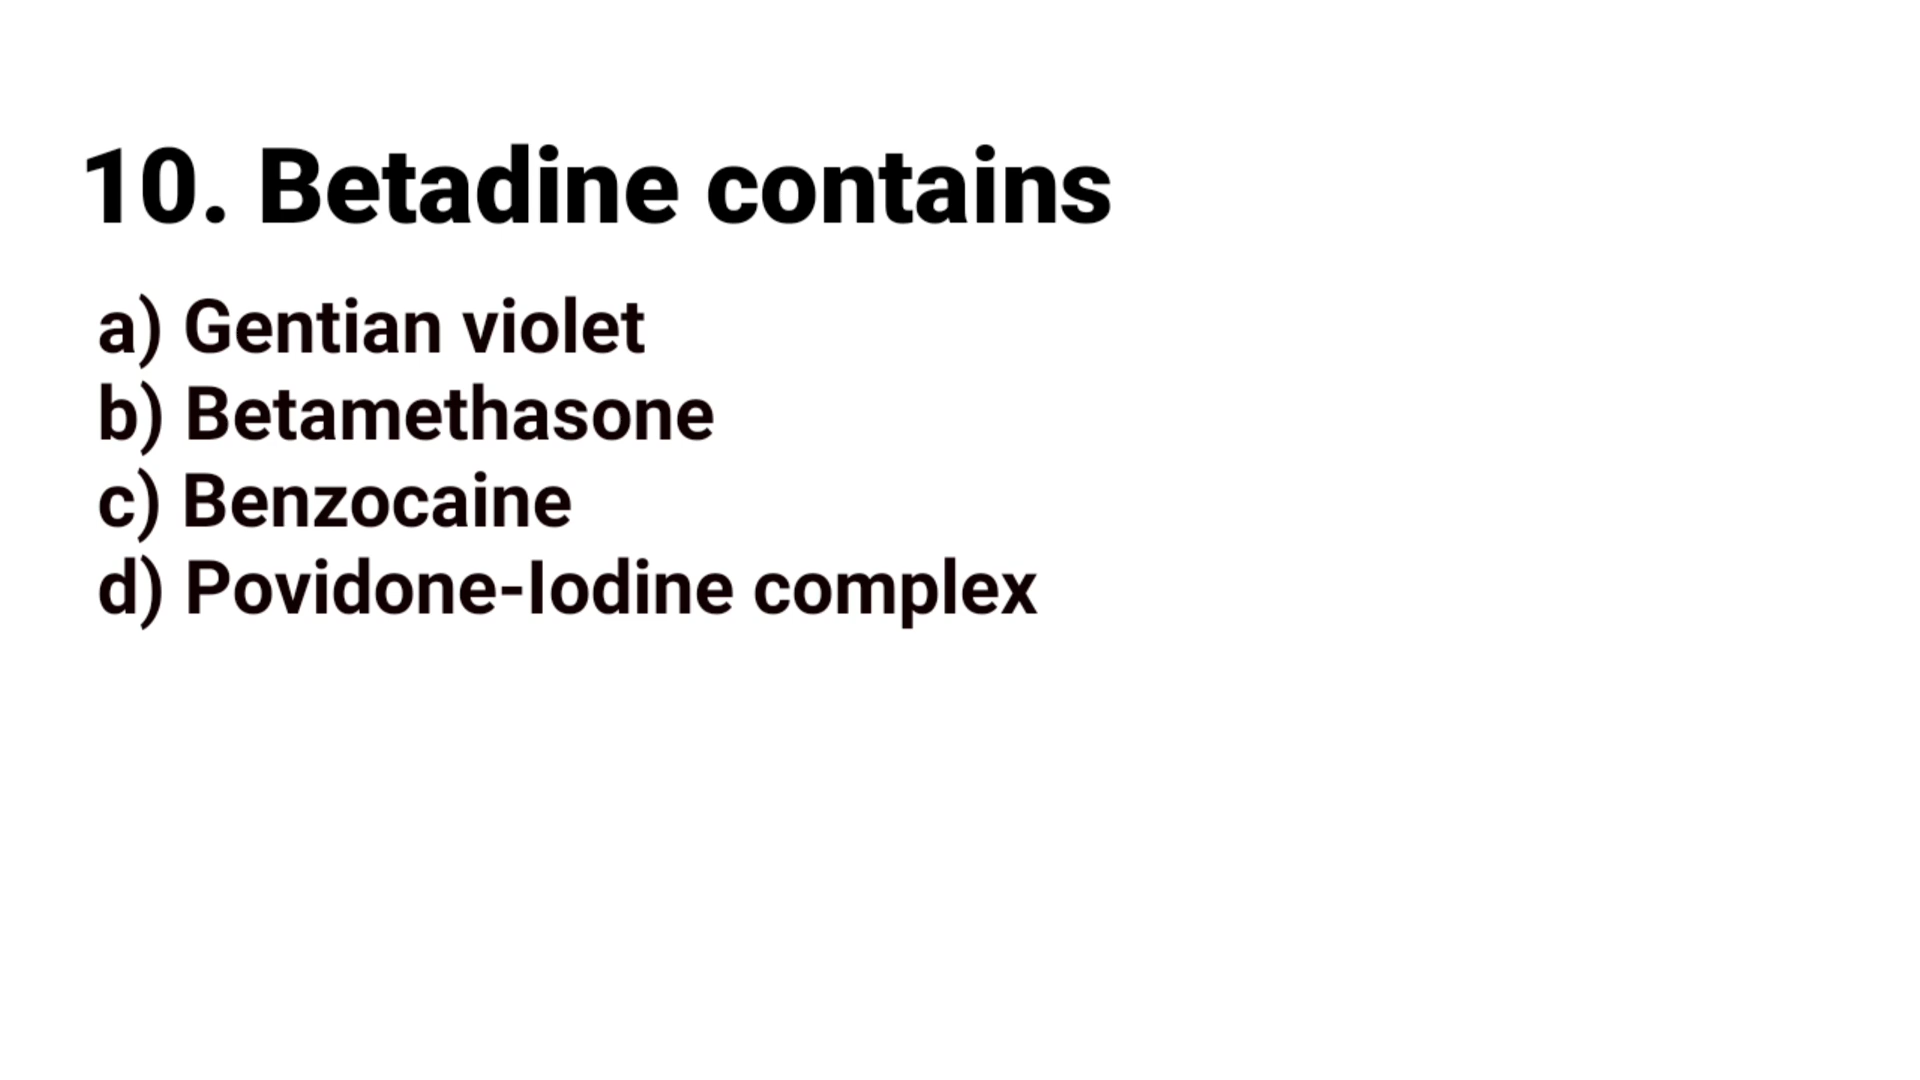 10. Betadine contains
a) Gentian violet
b) Betamethasone
c) Benzocaine
d) Povidone-Iodine complex